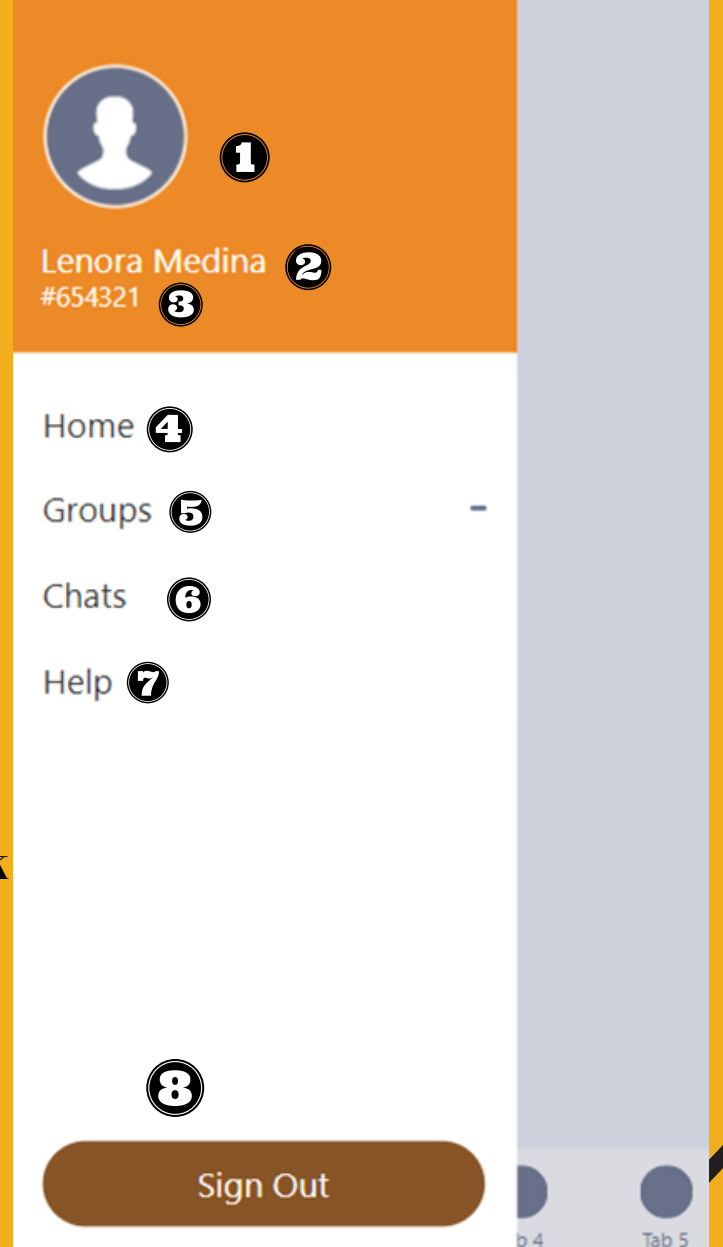 1
Lenora Medina 2
#654321 3
Home 4
Groups 5 -
Chats 6
Help 7
8
Sign Out
b 4
Tab 5